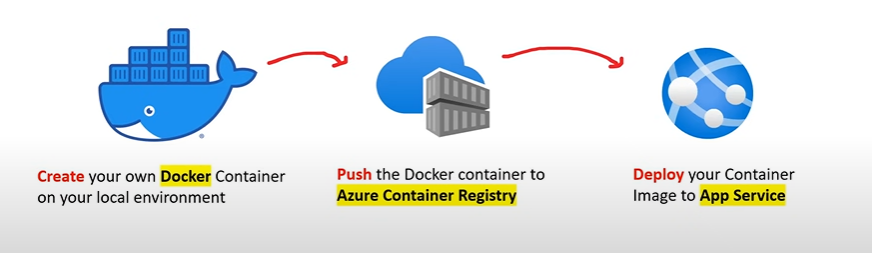 Create your own Docker Container
on your local environment
Push the Docker container to
Azure Container Registry
Deploy your Container
Image to App Service